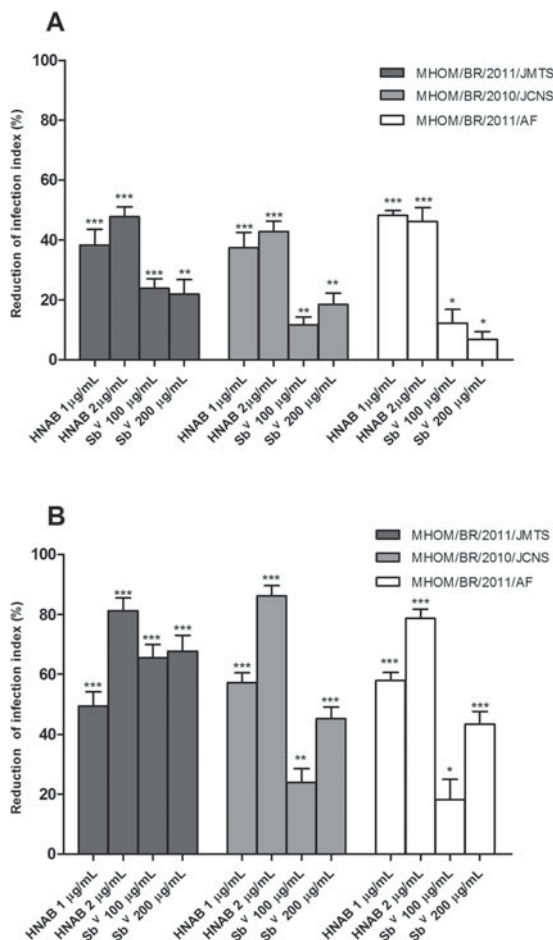 A
Reduction of infection index (%)
100
80
60
40
20
0
MHOM/BR/2011/JMTS
MHOM/BR/2010/JCNS
MHOM/BR/2011/AF
*** *** *** **
*** *** ** **
*** *** * *
HNAB 1µg/mL
HNAB 2µg/mL
Sb V 100 µg/mL
Sb V 200 µg/mL
HNAB 1µg/mL
HNAB 2µg/mL
Sb V 100 µg/mL
Sb V 200 µg/mL
HNAB 1µg/mL
HNAB 2µg/mL
Sb V 100 µg/mL
Sb V 200 µg/mL
B
Reduction of infection index (%)
100
80
60
40
20
0
MHOM/BR/2011/JMTS
MHOM/BR/2010/JCNS
MHOM/BR/2011/AF
*** *** *** ***
*** *** ** ***
*** *** * ***
HNAB 1 µg/mL
HNAB 2 µg/mL
Sb V 100 µg/mL
Sb V 200 µg/mL
HNAB 1 µg/mL
HNAB 2 µg/mL
Sb V 100 µg/mL
Sb V 200 µg/mL
HNAB 1 µg/mL
HNAB 2 µg/mL
Sb V 100 µg/mL
Sb V 200 µg/mL